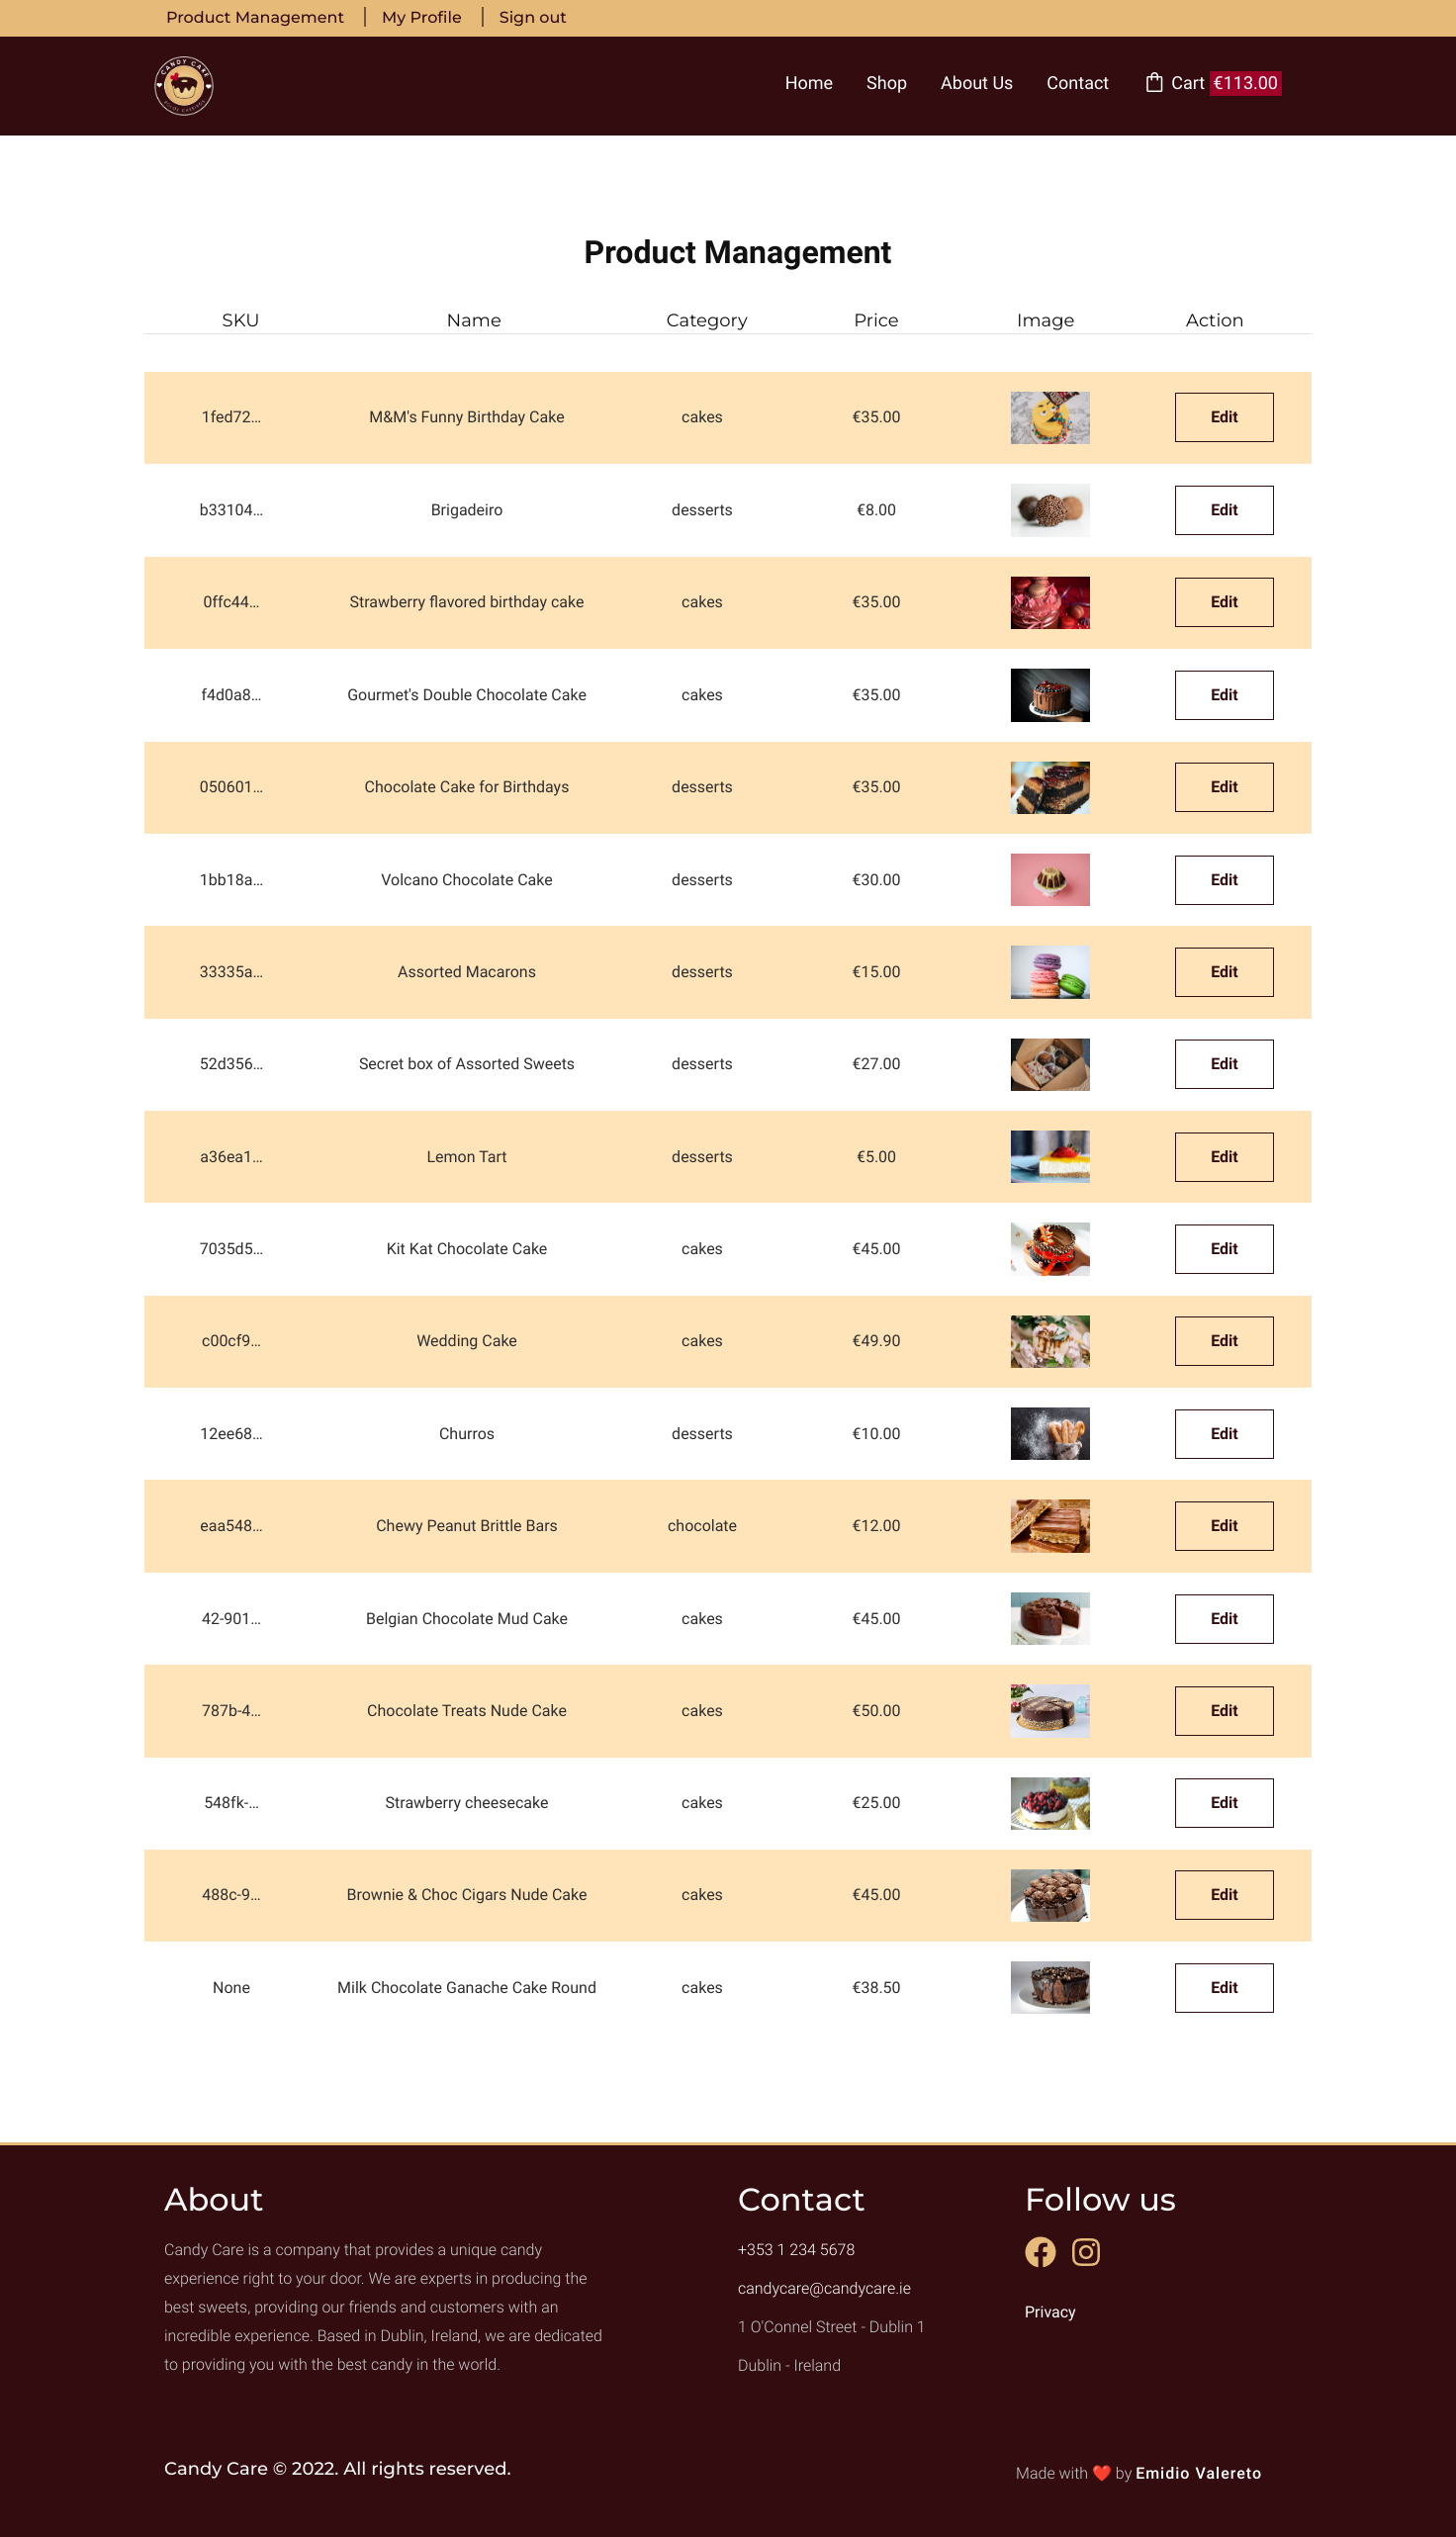 Product Management | My Profile | Sign out
CANDY CAKE
Home Shop About Us Contact Cart €113.00
Product Management
SKU Name Category Price Image Action
1fed72… M&M's Funny Birthday Cake cakes €35.00 Edit
b33104… Brigadeiro desserts €8.00 Edit
0ffc44… Strawberry flavored birthday cake cakes €35.00 Edit
f4d0a8… Gourmet's Double Chocolate Cake cakes €35.00 Edit
050601… Chocolate Cake for Birthdays desserts €35.00 Edit
1bb18a… Volcano Chocolate Cake desserts €30.00 Edit
33335a… Assorted Macarons desserts €15.00 Edit
52d356… Secret box of Assorted Sweets desserts €27.00 Edit
a36ea1… Lemon Tart desserts €5.00 Edit
7035d5… Kit Kat Chocolate Cake cakes €45.00 Edit
c00cf9… Wedding Cake cakes €49.90 Edit
12ee68… Churros desserts €10.00 Edit
eaa548… Chewy Peanut Brittle Bars chocolate €12.00 Edit
42-901… Belgian Chocolate Mud Cake cakes €45.00 Edit
787b-4… Chocolate Treats Nude Cake cakes €50.00 Edit
548fk-… Strawberry cheesecake cakes €25.00 Edit
488c-9… Brownie & Choc Cigars Nude Cake cakes €45.00 Edit
None Milk Chocolate Ganache Cake Round cakes €38.50 Edit
About
Candy Care is a company that provides a unique candy
experience right to your door. We are experts in producing the
best sweets, providing our friends and customers with an
incredible experience. Based in Dublin, Ireland, we are dedicated
to providing you with the best candy in the world.
Contact
+353 1 234 5678
candycare@candycare.ie
1 O'Connel Street - Dublin 1
Dublin - Ireland
Follow us
Privacy
Candy Care © 2022. All rights reserved.
Made with ❤️ by Emidio Valereto